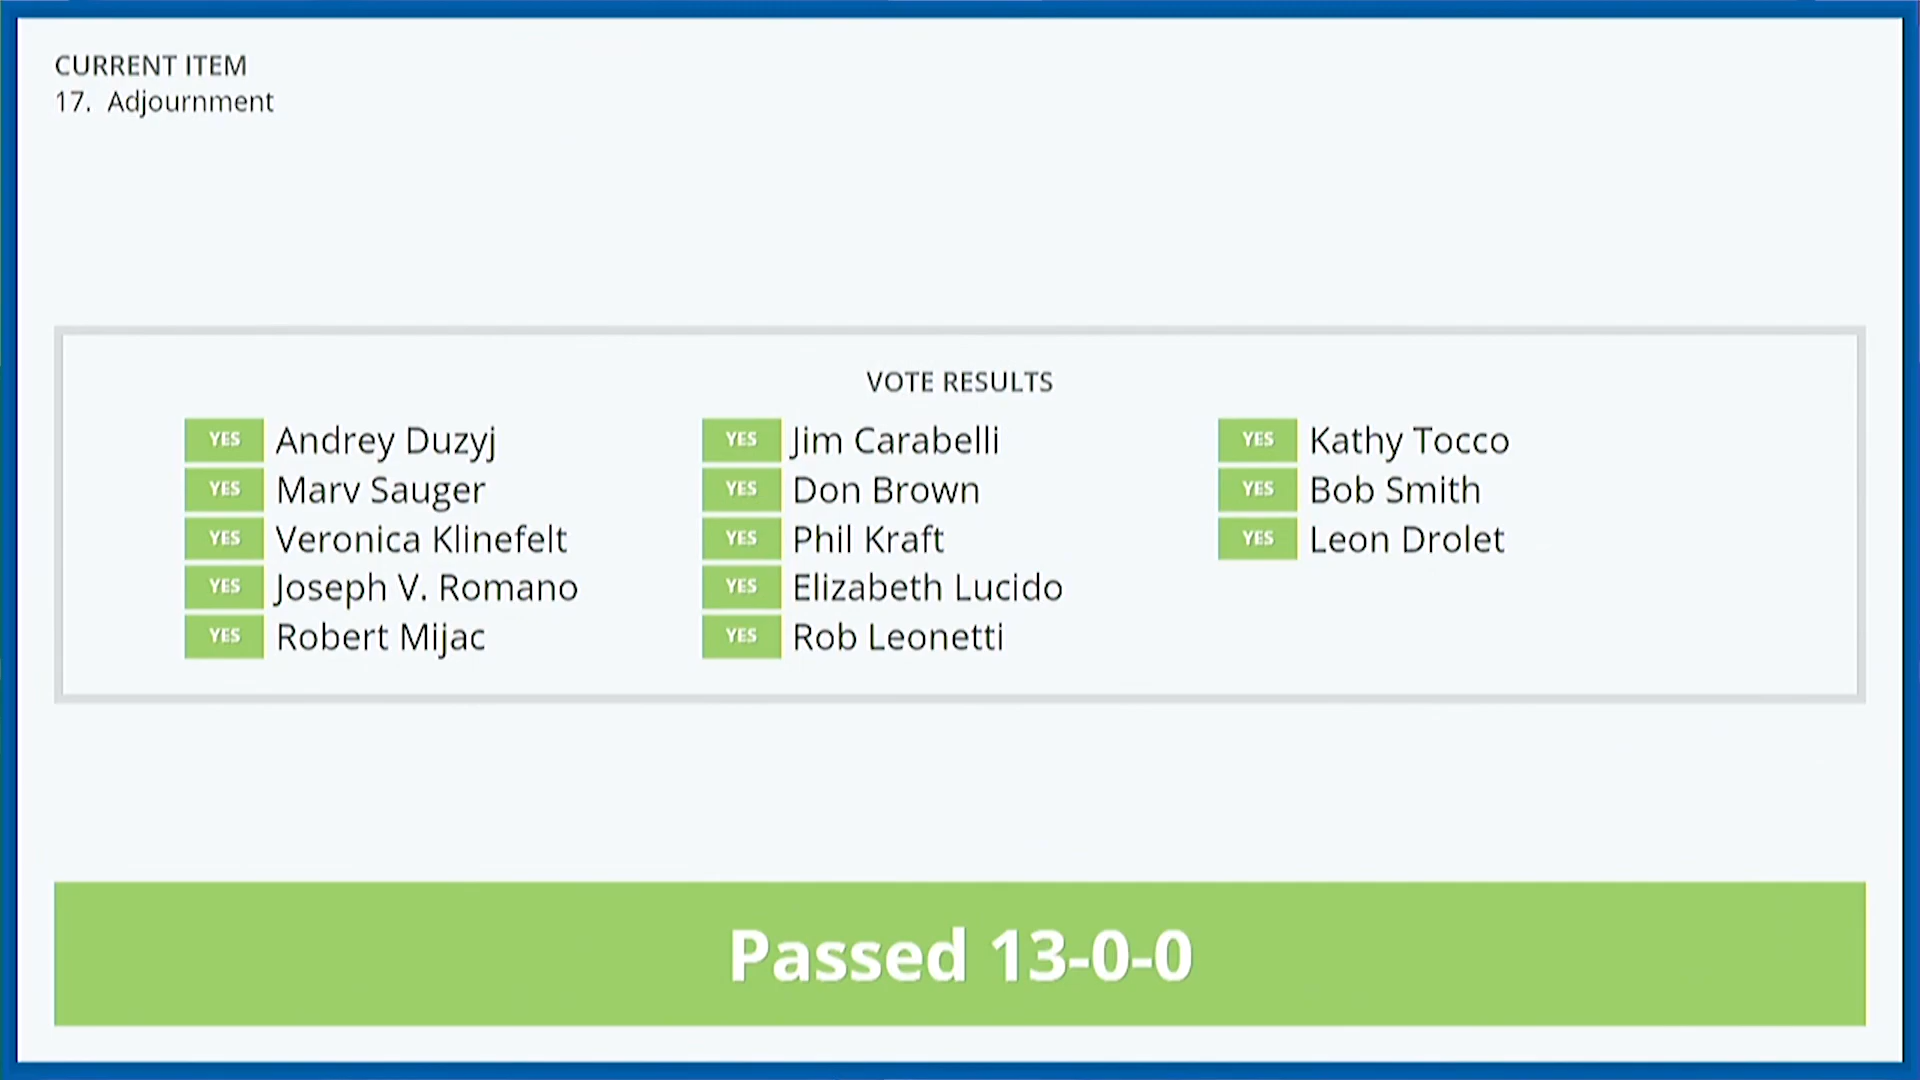 CURRENT ITEM
17. Adjournment
VOTE RESULTS
YES Andrey Duzyj
YES Marv Sauger
YES Veronica Klinefelt
YES Joseph V. Romano
YES Robert Mijac
YES Jim Carabelli
YES Don Brown
YES Phil Kraft
YES Elizabeth Lucido
YES Rob Leonetti
YES Kathy Tocco
YES Bob Smith
YES Leon Drolet
Passed 13-0-0